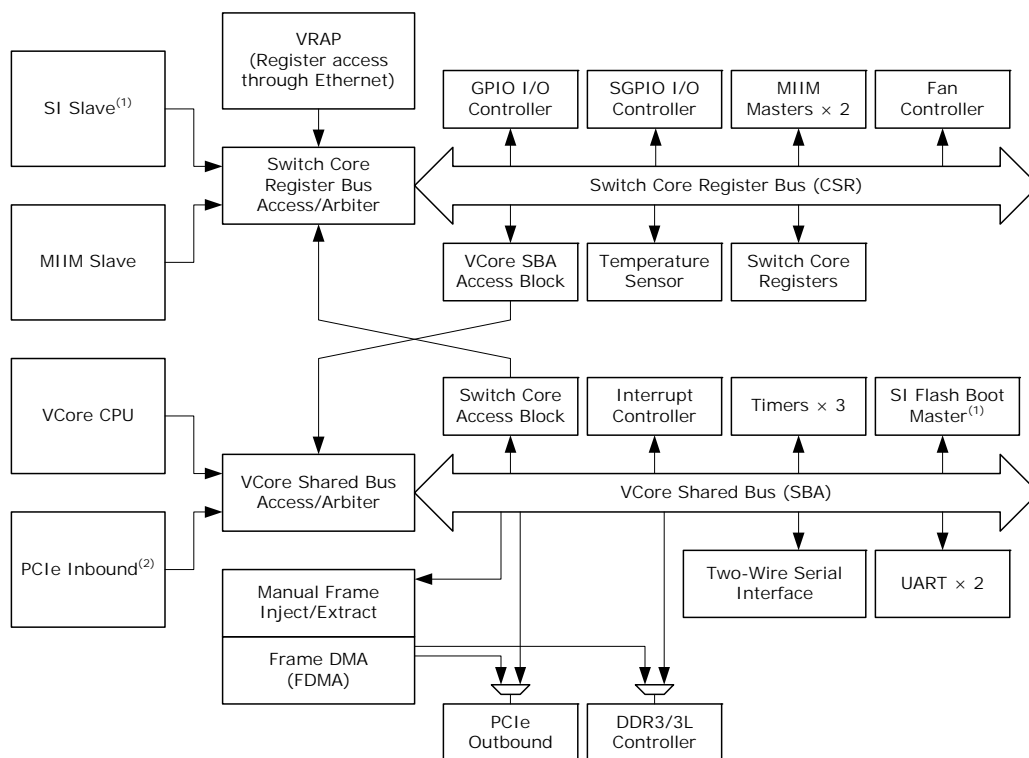 VRAP
(Register access
through Ethernet)
SI Slave(1)
GPIO I/O
Controller
SGPIO I/O
Controller
MIIM
Masters × 2
Fan
Controller
Switch Core
Register Bus
Access/Arbiter
Switch Core Register Bus (CSR)
MIIM Slave
VCore SBA
Access Block
Temperature
Sensor
Switch Core
Registers
VCore CPU
Switch Core
Access Block
Interrupt
Controller
Timers × 3
SI Flash Boot
Master(1)
VCore Shared Bus
Access/Arbiter
VCore Shared Bus (SBA)
PCIe Inbound(2)
Two-Wire Serial
Interface
UART × 2
Manual Frame
Inject/Extract
Frame DMA
(FDMA)
PCIe
Outbound
DDR3/3L
Controller